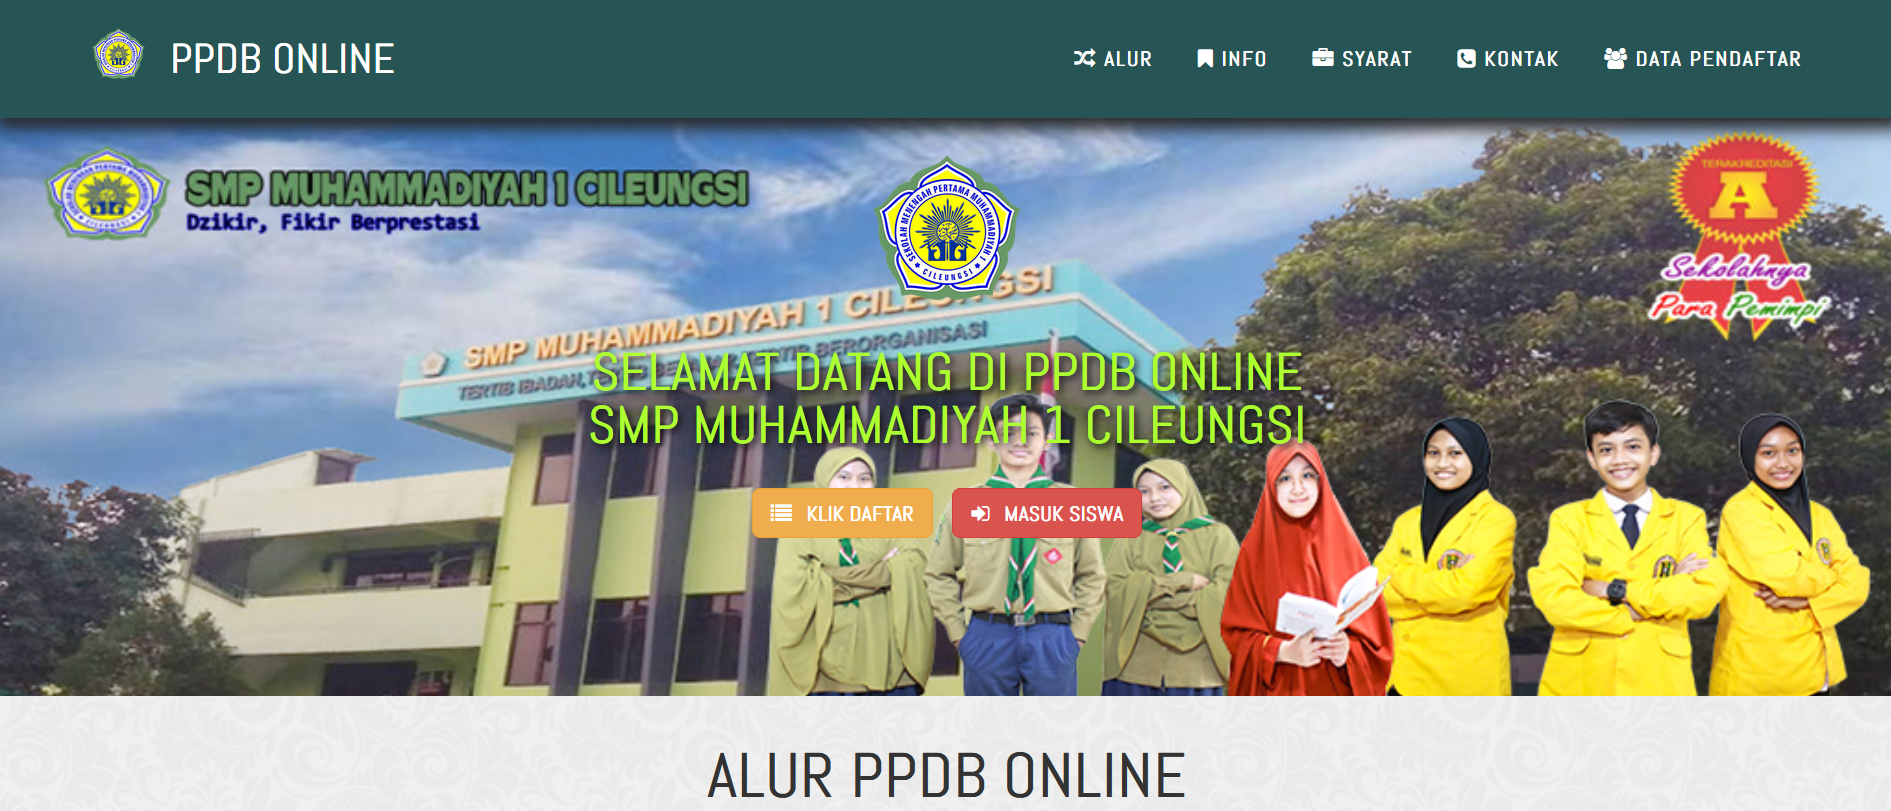 PPDB ONLINE
ALUR
INFO
SYARAT
KONTAK
DATA PENDAFTAR
SMP MUHAMMADIYAH 1 CILEUNGSI
Dzikir, Fikir Berprestasi
SEKOLAH MENENGAH PERTAMA MUHAMMADIYAH 1
CILEUNGSI
TERAKREDITASI
A
Sekolahnya
Para Pemimpi
SMP MUHAMMADIYAH 1 CILEUNGSI
TERTIB IBADAH, BERORGANISASI
SELAMAT DATANG DI PPDB ONLINE
SMP MUHAMMADIYAH 1 CILEUNGSI
KLIK DAFTAR
MASUK SISWA
ALUR PPDB ONLINE